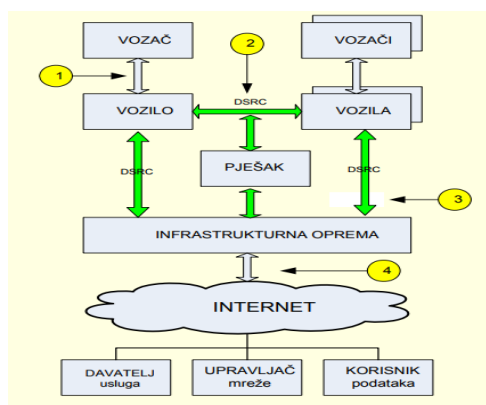 VOZAČ
2
VOZAČI
1
DSRC
VOZILO
VOZILA
PJEŠAK
DSRC
DSRC
3
INFRASTRUKTURNA OPREMA
4
INTERNET
DAVATELJ
usluga
UPRAVLJAČ
mreže
KORISNIK
podataka